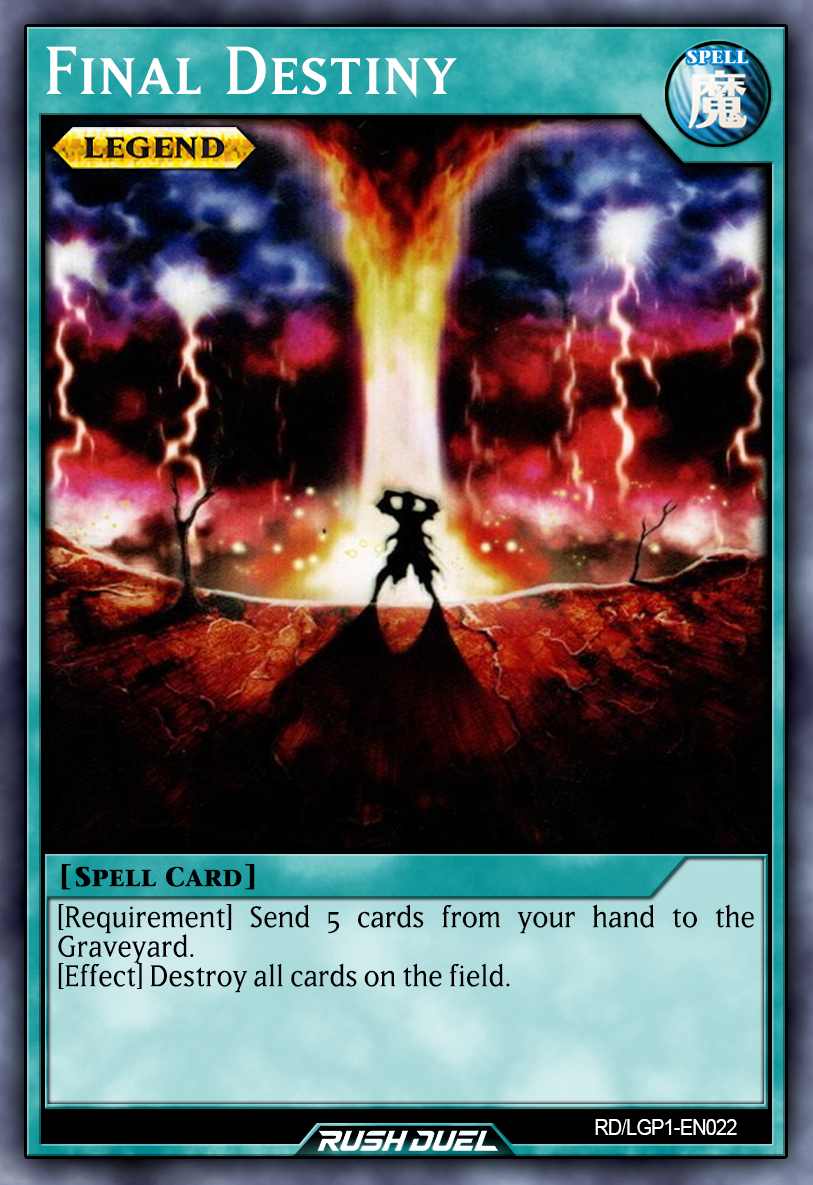 Final Destiny
SPELL
魔
LEGEND
[Spell Card]
[Requirement] Send 5 cards from your hand to the
Graveyard.
[Effect] Destroy all cards on the field.
RD/LGP1-EN022
RUSH DUEL